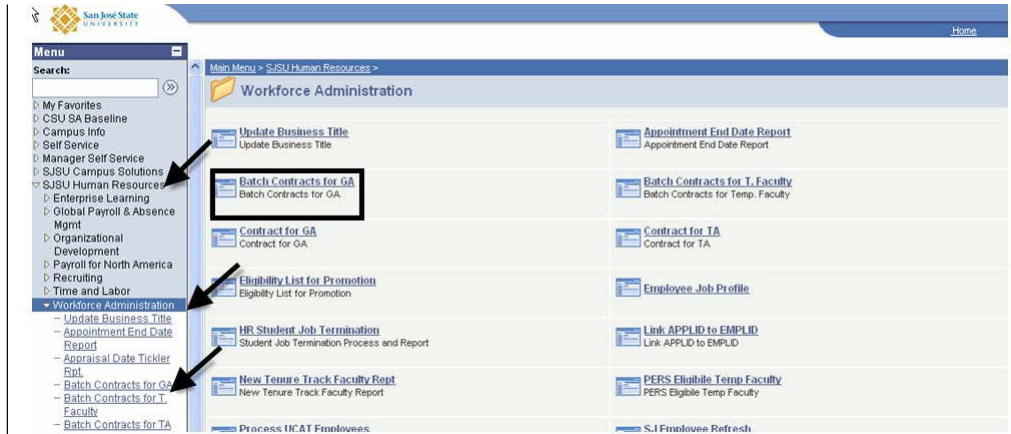 San José State
UNIVERSITY
Home
Menu
Search:
My Favorites
CSU SA Baseline
Campus Info
Self Service
Manager Self Service
SJSU Campus Solutions
SJSU Human Resources
Enterprise Learning
Global Payroll & Absence
Mgmt
Organizational
Development
Payroll for North America
Recruiting
Time and Labor
Workforce Administration
– Update Business Title
– Appointment End Date
Report
– Appraisal Date Tickler
Rpt.
– Batch Contracts for GA
– Batch Contracts for T.
Faculty
– Batch Contracts for TA
Main Menu > SJSU Human Resources >
Workforce Administration
Update Business Title
Update Business Title
Appointment End Date Report
Appointment End Date Report
Batch Contracts for GA
Batch Contracts for GA
Batch Contracts for T. Faculty
Batch Contracts for Temp. Faculty
Contract for GA
Contract for GA
Contract for TA
Contract for TA
Eligibility List for Promotion
Eligibility List for Promotion
Employee Job Profile
HR Student Job Termination
Student Job Termination Process and Report
Link APPLID to EMPLID
Link APPLID to EMPLID
New Tenure Track Faculty Rept
New Tenure Track Faculty Report
PERS Eligibile Temp Faculty
PERS Eligibile Temp Faculty
Process UCAT Employees
SJ Employee Refresh